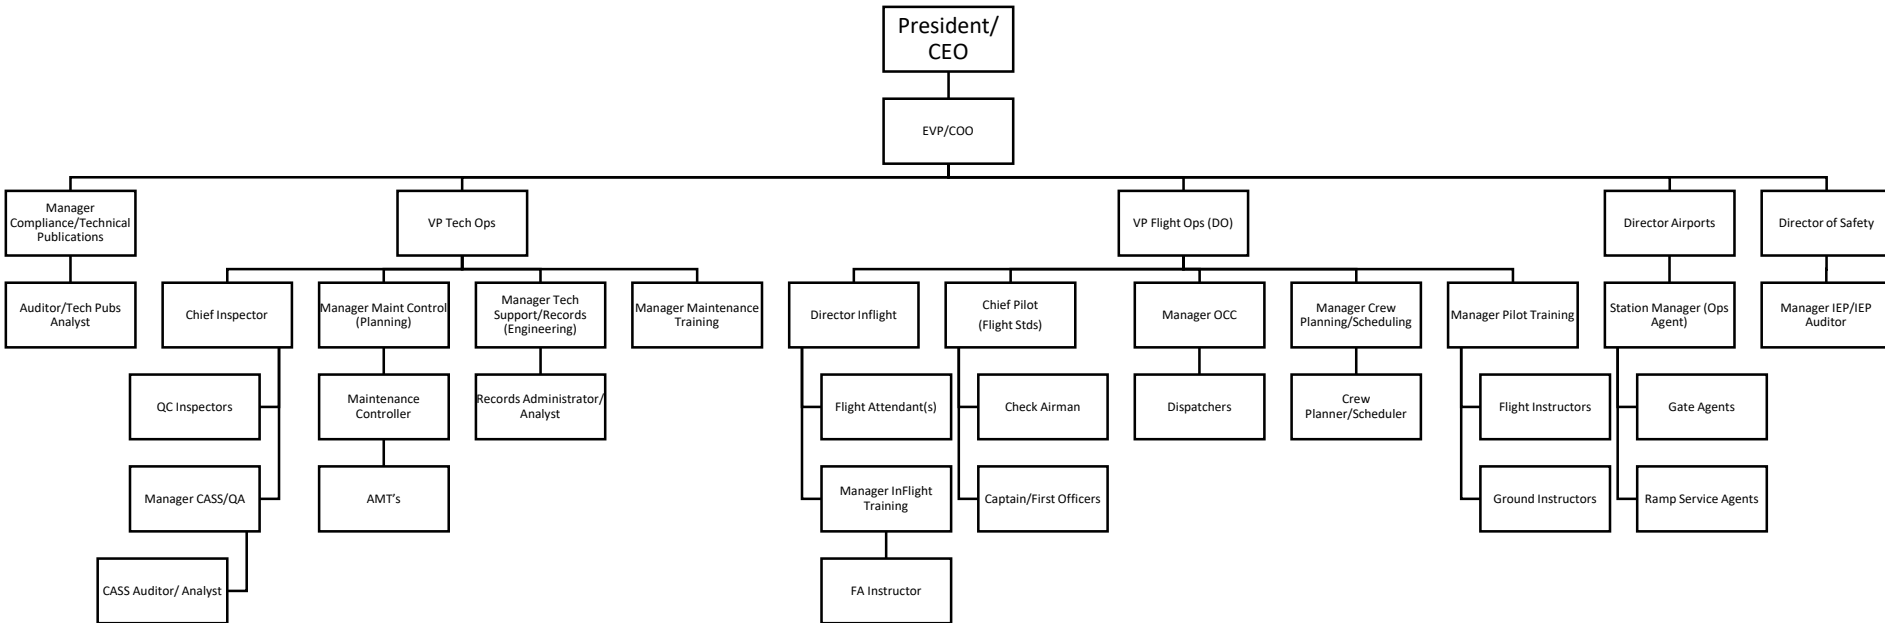 President/
CEO
EVP/COO
Manager
Compliance/Technical
Publications
VP Tech Ops
VP Flight Ops (DO)
Director Airports
Director of Safety
Auditor/Tech Pubs
Analyst
Chief Inspector
Manager Maint Control
(Planning)
Manager Tech
Support/Records
(Engineering)
Manager Maintenance
Training
Director Inflight
Chief Pilot
(Flight Stds)
Manager OCC
Manager Crew
Planning/Scheduling
Manager Pilot Training
Station Manager (Ops
Agent)
Manager IEP/IEP
Auditor
QC Inspectors
Maintenance
Controller
Records Administrator/
Analyst
Flight Attendant(s)
Check Airman
Dispatchers
Crew
Planner/Scheduler
Flight Instructors
Gate Agents
Manager CASS/QA
AMT’s
Manager InFlight
Training
Captain/First Officers
Ground Instructors
Ramp Service Agents
CASS Auditor/ Analyst
FA Instructor